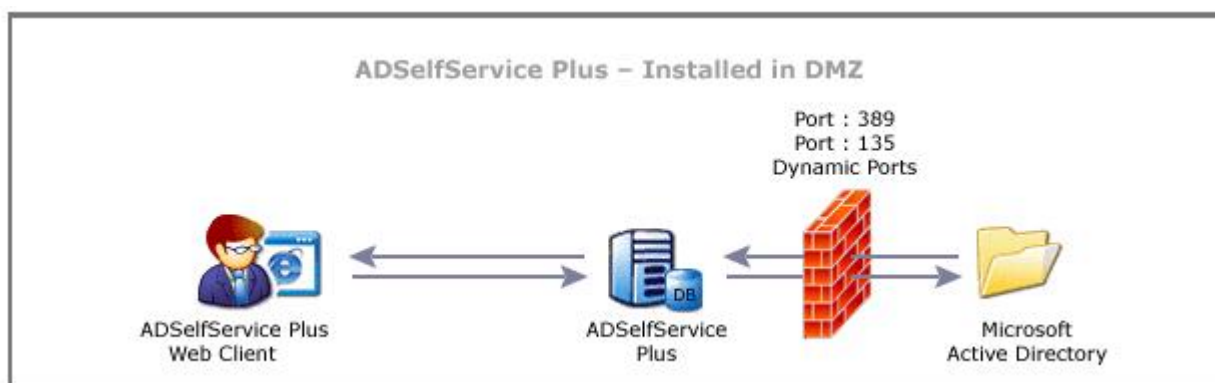 ADSelfService Plus – Installed in DMZ
Port : 389
Port : 135
Dynamic Ports
DB
ADSelfService Plus
Web Client
ADSelfService
Plus
Microsoft
Active Directory